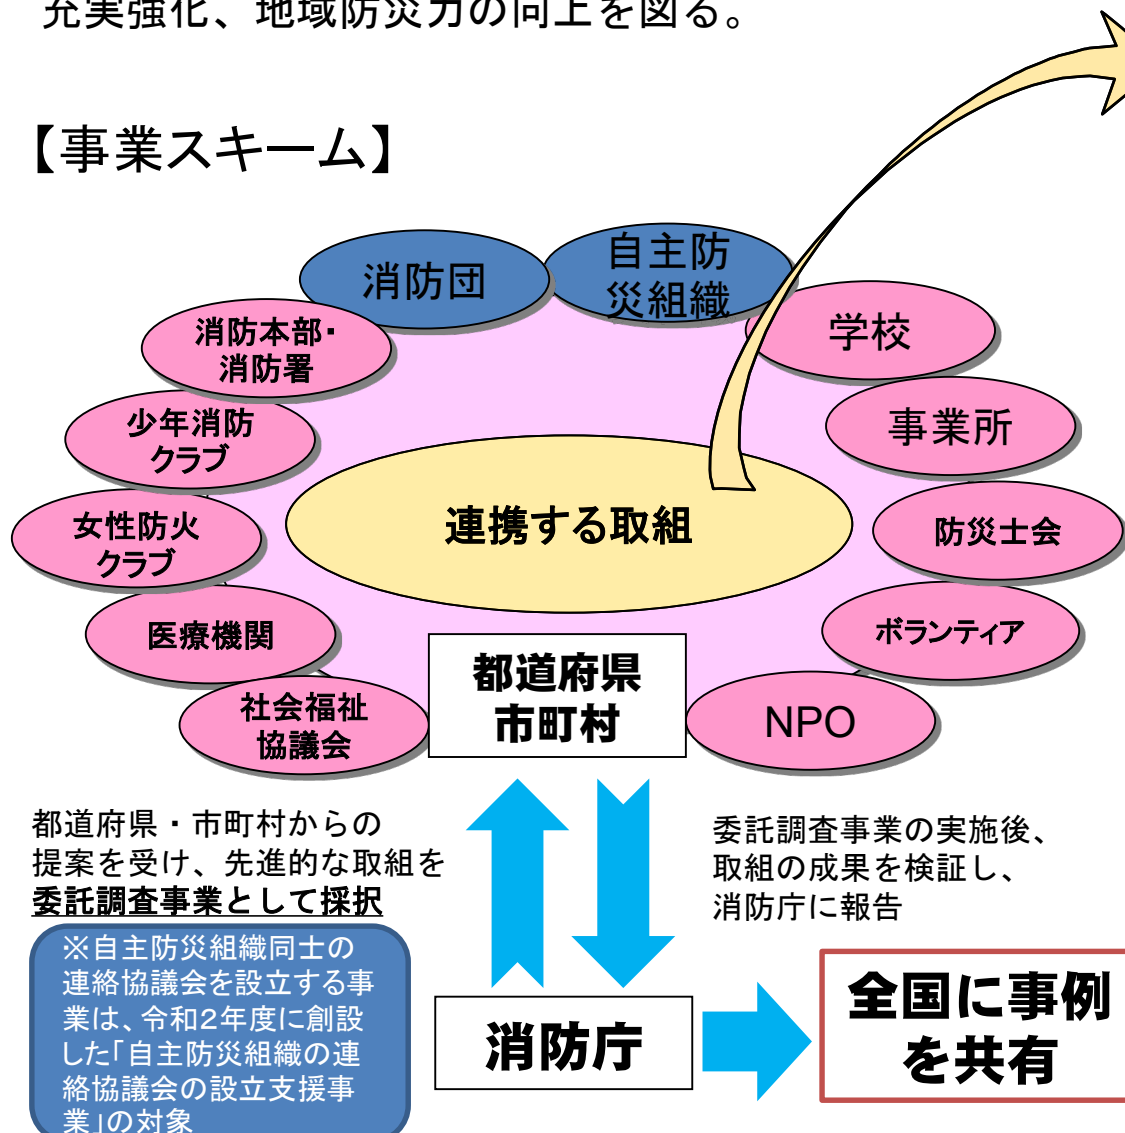 充実強化、地域防災力の向上を図る。
【事業スキーム】
消防団
自主防
災組織
消防本部・
消防署
学校
少年消防
クラブ
事業所
女性防火
クラブ
連携する取組
防災士会
医療機関
ボランティア
社会福祉
協議会
都道府県
市町村
NPO
都道府県・市町村からの
提案を受け、先進的な取組を
委託調査事業として採択
委託調査事業の実施後、
取組の成果を検証し、
消防庁に報告
※自主防災組織同士の
連絡協議会を設立する事
業は、令和2年度に創設
した「自主防災組織の連
絡協議会の設立支援事
業」の対象
消防庁
全国に事例
を共有